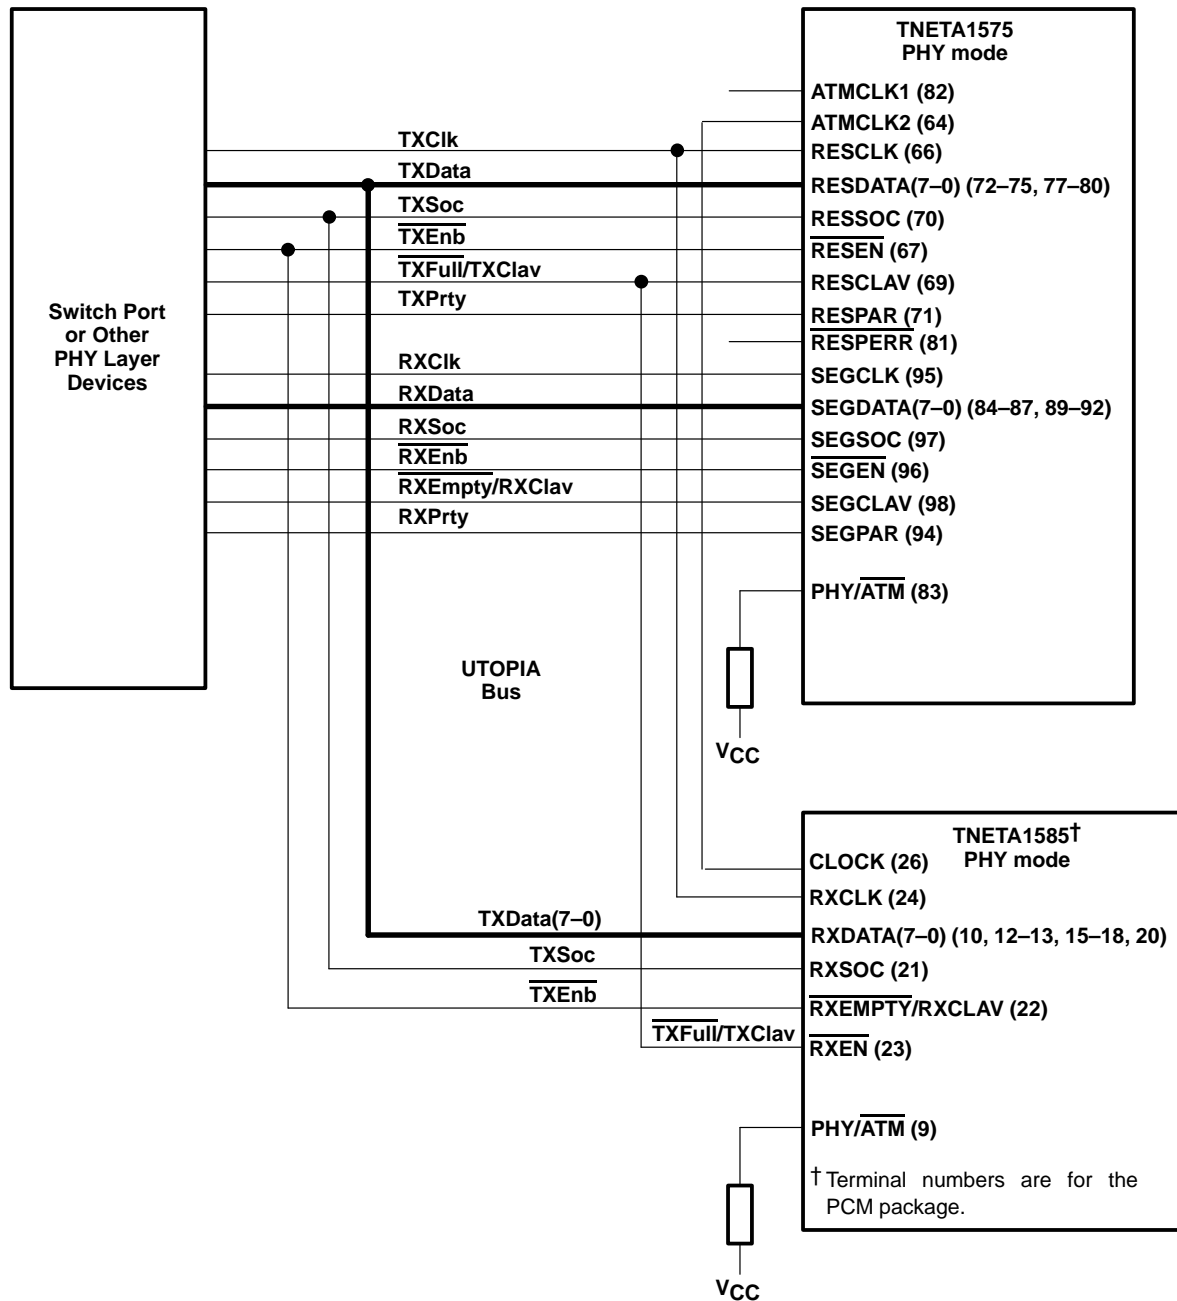 TNETA1575
PHY mode
ATMCLK1 (82)
ATMCLK2 (64)
TXClk
RESCLK (66)
TXData
RESDATA(7–0) (72–75, 77–80)
TXSoc
RESSOC (70)
TXEnb
RESEN (67)
TXFull/TXClav
RESCLAV (69)
TXPrty
RESPAR (71)
RESPERR (81)
Switch Port
or Other
PHY Layer
Devices
RXClk
SEGCLK (95)
RXData
SEGDATA(7–0) (84–87, 89–92)
RXSoc
SEGSOC (97)
RXEnb
SEGEN (96)
RXEmpty/RXClav
SEGCLAV (98)
RXPrty
SEGPAR (94)
PHY/ATM (83)
UTOPIA
Bus
VCC
TNETA1585†
PHY mode
CLOCK (26)
RXCLK (24)
TXData(7–0)
RXDATA(7–0) (10, 12–13, 15–18, 20)
TXSoc
RXSOC (21)
TXEnb
RXEMPTY/RXCLAV (22)
TXFull/TXClav
RXEN (23)
PHY/ATM (9)
† Terminal numbers are for the
PCM package.
VCC